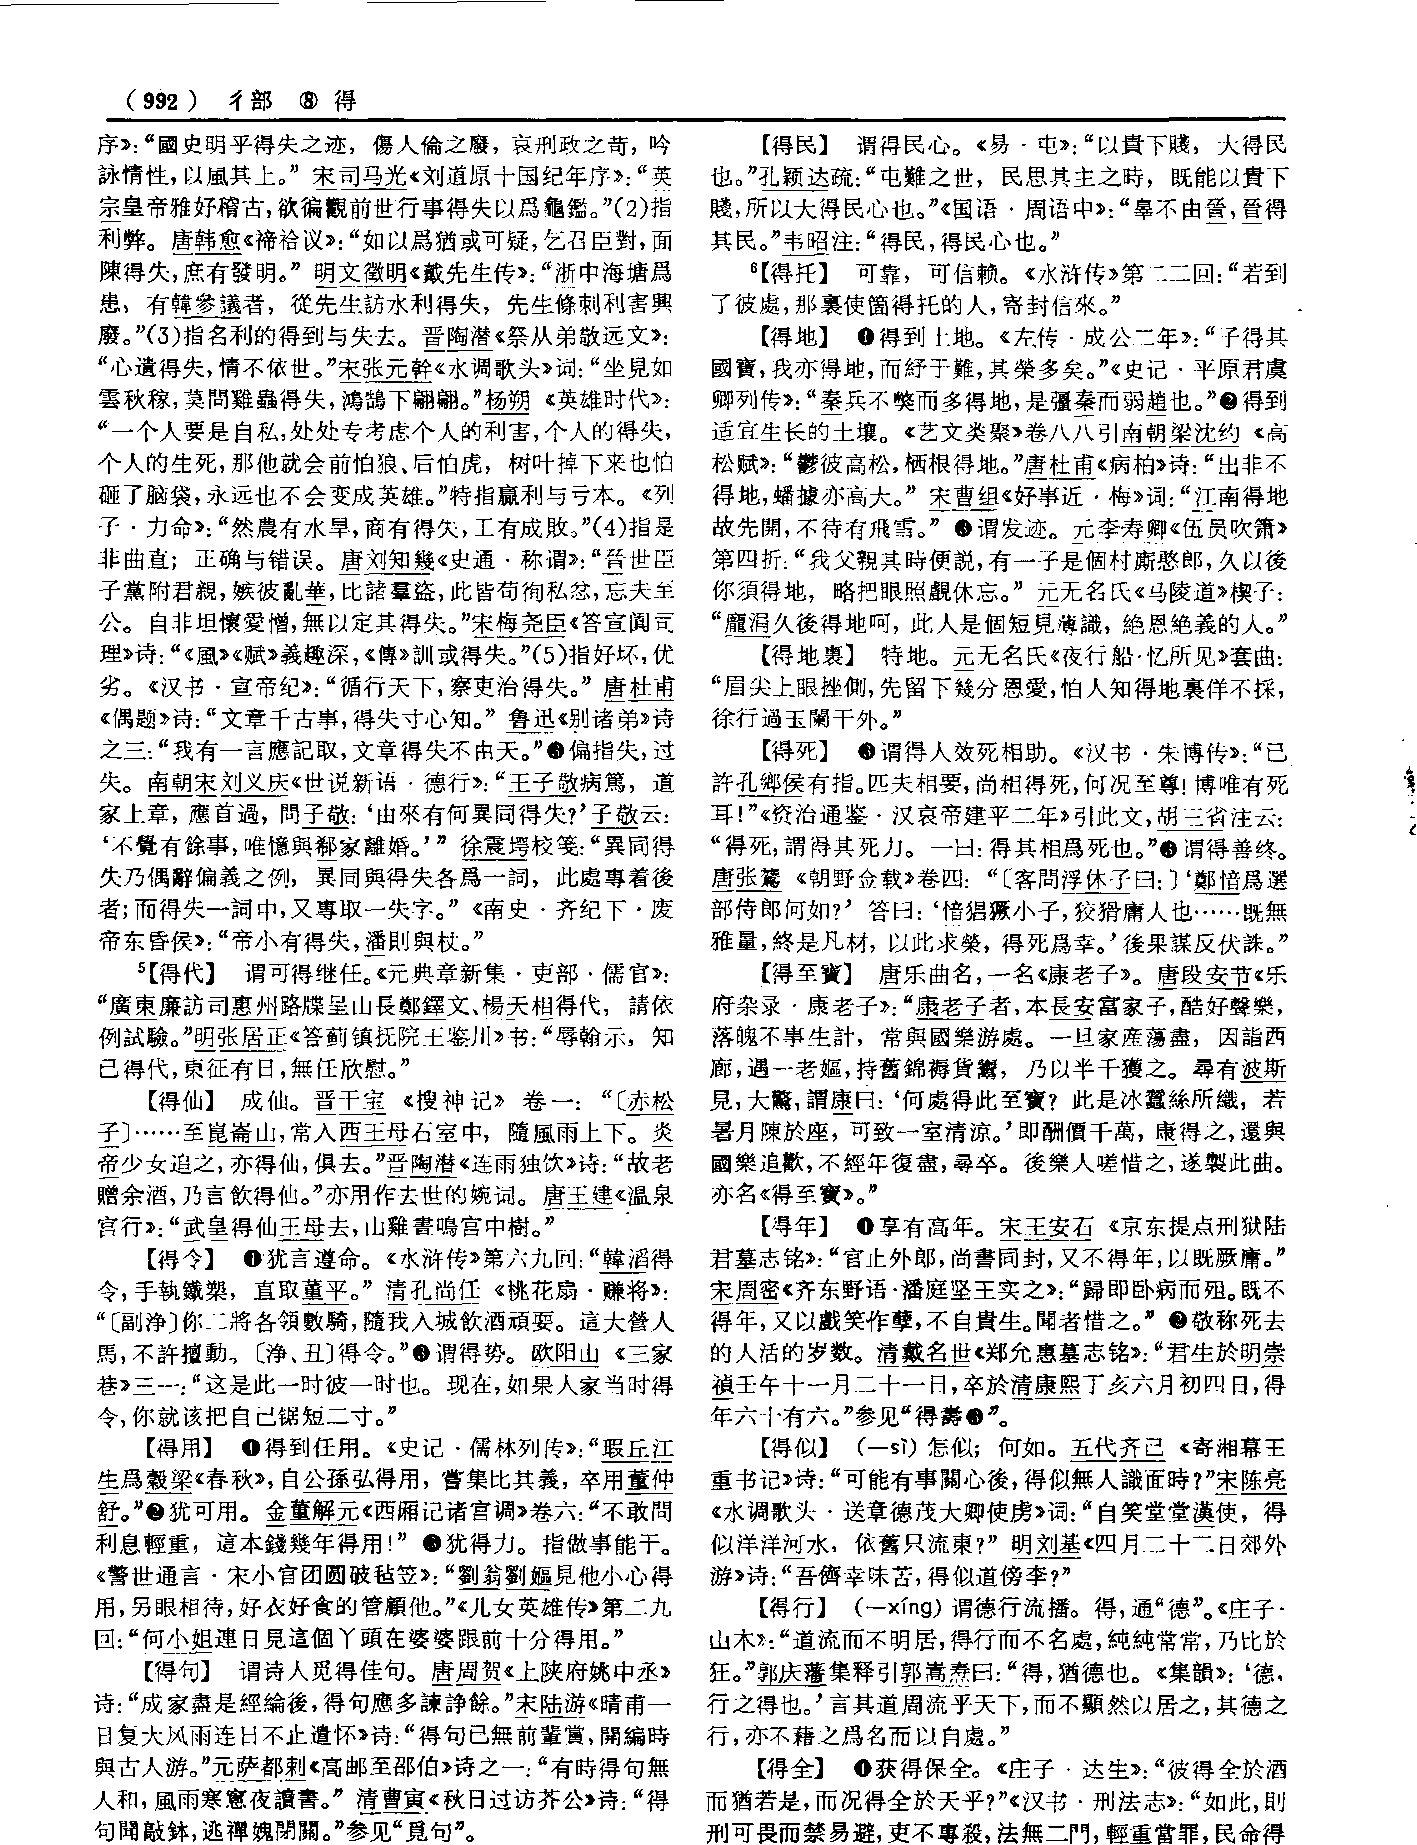 (992) 彳部 ⑧ 得
序》：“國史明乎得失之迹，傷人倫之廢，哀刑政之苛，吟
詠情性，以風其上。”宋司马光《刘道原十国纪年序》：“英
宗皇帝雅好稽古，欲徧觀前世行事得失以爲龜鑑。”(2)指
利弊。唐韩愈《禘祫议》：“如以爲猶或可疑，乞召臣對，面
陳得失，庶有發明。”明文徵明《戴先生传》：“浙中海塘爲
患，有韓參議者，從先生訪水利得失，先生條刺利害興
廢。”(3)指名利的得到与失去。晋陶潜《祭从弟敬远文》：
“心遺得失，情不依世。”宋张元幹《水调歌头》词：“坐見如
雲秋稼，莫問雞蟲得失，鴻鵠下翩翩。”杨朔《英雄时代》：
“一个人要是自私，处处专考虑个人的利害，个人的得失，
个人的生死，那他就会前怕狼、后怕虎，树叶掉下来也怕
砸了脑袋，永远也不会变成英雄。”特指赢利与亏本。《列
子·力命》：“然農有水旱，商有得失，工有成敗。”(4)指是
非曲直；正确与错误。唐刘知幾《史通·称谓》：“晉世臣
子黨附君親，嫉彼亂華，比諸羣盜，此皆苟徇私忿，忘夫至
公。自非坦懷愛憎，無以定其得失。”宋梅尧臣《答宣阗司
理》诗：“《風》《赋》義趣深，《傳》訓或得失。”(5)指好坏，优
劣。《汉书·宣帝纪》：“循行天下，察吏治得失。”唐杜甫
《偶题》诗：“文章千古事，得失寸心知。”鲁迅《别诸弟》诗
之三：“我有一言應記取，文章得失不由天。”❸偏指失，过
失。南朝宋刘义庆《世说新语·德行》：“王子敬病篤，道
家上章，應首過，問子敬：‘由來有何異同得失？’子敬云：
‘不覺有餘事，唯憶與郗家離婚。’”徐震堮校笺：“異同得
失乃偶辭偏義之例，異同與得失各爲一詞，此處專着後
者；而得失一詞中，又專取一失字。”《南史·齐纪下·废
帝东昏侯》：“帝小有得失，潘則與杖。”
⁵【得代】 谓可得继任。《元典章新集·吏部·儒官》：
“廣東廉訪司惠州路牒呈山長鄭鐸文、楊天相得代，請依
例試驗。”明张居正《答蓟镇抚院王鉴川》书：“辱翰示，知
已得代，東征有日，無任欣慰。”
【得仙】 成仙。晋干宝《搜神记》卷一：“〔赤松
子〕……至崑崙山，常入西王母石室中，隨風雨上下。炎
帝少女追之，亦得仙，俱去。”晋陶潜《连雨独饮》诗：“故老
贈余酒，乃言飲得仙。”亦用作去世的婉词。唐王建《温泉
宫行》：“武皇得仙王母去，山雞晝鳴宫中樹。”
【得令】 ❶犹言遵命。《水浒传》第六九回：“韓滔得
令，手執鐵槊，直取董平。”清孔尚任《桃花扇·赚将》：
“〔副净〕你二將各領數騎，隨我入城飲酒頑耍。這大營人
馬，不許擅動。〔净、丑〕得令。”❷谓得势。欧阳山《三家
巷》三一：“这是此一时彼一时也。现在，如果人家当时得
令，你就该把自己锯短二寸。”
【得用】 ❶得到任用。《史记·儒林列传》：“瑕丘江
生爲穀梁《春秋》，自公孫弘得用，嘗集比其義，卒用董仲
舒。”❷犹可用。金董解元《西厢记诸宫调》卷六：“不敢問
利息輕重，這本錢幾年得用！”❸犹得力。指做事能干。
《警世通言·宋小官团圆破毡笠》：“劉翁劉嫗見他小心得
用，另眼相待，好衣好食的管顧他。”《儿女英雄传》第二九
回：“何小姐連日見這個丫頭在婆婆跟前十分得用。”
【得句】 谓诗人觅得佳句。唐周贺《上陕府姚中丞》
诗：“成家盡是經綸後，得句應多諫諍餘。”宋陆游《晴甫一
日复大风雨连日不止遣怀》诗：“得句已無前輩賞，開編時
與古人游。”元萨都剌《高邮至邵伯》诗之一：“有時得句無
人和，風雨寒窻夜讀書。”清曹寅《秋日过访芥公》诗：“得
句聞敲鉢，逃禪媿閉關。”参见“覓句”。
【得民】 谓得民心。《易·屯》：“以貴下賤，大得民
也。”孔颖达疏：“屯難之世，民思其主之時，既能以貴下
賤，所以大得民心也。”《国语·周语中》：“辠不由晉，晉得
其民。”韦昭注：“得民，得民心也。”
⁶【得托】 可靠，可信赖。《水浒传》第二二回：“若到
了彼處，那裏使箇得托的人，寄封信來。”
【得地】 ❶得到土地。《左传·成公二年》：“子得其
國寶，我亦得地，而紓于難，其榮多矣。”《史记·平原君虞
卿列传》：“秦兵不獘而多得地，是彊秦而弱趙也。”❷得到
适宜生长的土壤。《艺文类聚》卷八八引南朝梁沈约《高
松赋》：“鬱彼高松，栖根得地。”唐杜甫《病柏》诗：“出非不
得地，蟠據亦高大。”宋曹组《好事近·梅》词：“江南得地
故先開，不待有飛雪。”❸谓发迹。元李寿卿《伍员吹箫》
第四折：“我父親其時便説，有一子是個村厮憨郎，久以後
你須得地，略把眼照覷休忘。”元无名氏《马陵道》楔子：
“龐涓久後得地呵，此人是個短見薄識，絶恩絶義的人。”
【得地裏】 特地。元无名氏《夜行船·忆所见》套曲：
“眉尖上眼挫側，先留下幾分恩愛，怕人知得地裏佯不採，
徐行過玉闌干外。”
【得死】 ❶谓得人效死相助。《汉书·朱博传》：“已
許孔鄉侯有指。匹夫相要，尚相得死，何况至尊！博唯有死
耳！”《资治通鉴·汉哀帝建平二年》引此文，胡三省注云：
“得死，謂得其死力。一曰：得其相爲死也。”❷谓得善终。
唐张鷟《朝野佥载》卷四：“〔客問浮休子曰：〕‘鄭愔爲選
部侍郎何如？’答曰：‘愔猖獗小子，狡猾庸人也……既無
雅量，終是凡材，以此求榮，得死爲幸。’後果謀反伏誅。”
【得至寶】 唐乐曲名，一名《康老子》。唐段安节《乐
府杂录·康老子》：“康老子者，本長安富家子，酷好聲樂，
落魄不事生計，常與國樂游處。一旦家産蕩盡，因詣西
廊，遇一老嫗，持舊錦褥貨鬻，乃以半千獲之。尋有波斯
見，大驚，謂康曰：‘何處得此至寶？此是冰蠶絲所織，若
暑月陳於座，可致一室清涼。’即酬價千萬，康得之，還與
國樂追歡，不經年復盡，尋卒。後樂人嗟惜之，遂製此曲。
亦名《得至寶》。”
【得年】 ❶享有高年。宋王安石《京东提点刑狱陆
君墓志铭》：“官止外郎，尚書同封，又不得年，以既厥庸。”
宋周密《齐东野语·潘庭坚王实之》：“歸即卧病而殂。既不
得年，又以戲笑作孽，不自貴生。聞者惜之。”❷敬称死去
的人活的岁数。清戴名世《郑允惠墓志铭》：“君生於明崇
禎壬午十一月二十一日，卒於清康熙丁亥六月初四日，得
年六十有六。”参见“得壽❷”。
【得似】 (—sì) 怎似；何如。五代齐己《寄湘幕王
重书记》诗：“可能有事關心後，得似無人識面時？”宋陈亮
《水调歌头·送章德茂大卿使虏》词：“自笑堂堂漢使，得
似洋洋河水，依舊只流東？”明刘基《四月二十二日郊外
游》诗：“吾儕幸味苦，得似道傍李？”
【得行】 (—xíng) 谓德行流播。得，通“德”。《庄子·
山木》：“道流而不明居，得行而不名處，純純常常，乃比於
狂。”郭庆藩集释引郭嵩焘曰：“得，猶德也。《集韻》：‘德，
行之得也。’言其道周流乎天下，而不顯然以居之，其德之
行，亦不藉之爲名而以自處。”
【得全】 ❶获得保全。《庄子·达生》：“彼得全於酒
而猶若是，而况得全於天乎？”《汉书·刑法志》：“如此，則
刑可畏而禁易避，吏不專殺，法無二門，輕重當罪，民命得